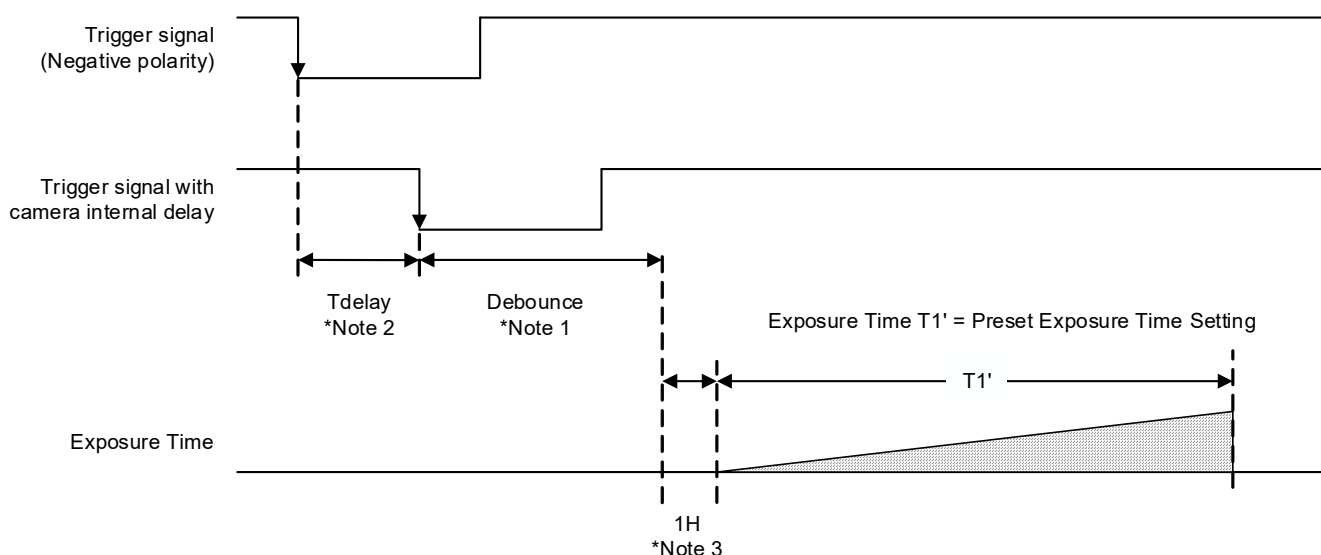 Trigger signal
(Negative polarity)
Trigger signal with
camera internal delay
Tdelay
*Note 2
Debounce
*Note 1
Exposure Time T1' = Preset Exposure Time Setting
T1'
Exposure Time
1H
*Note 3